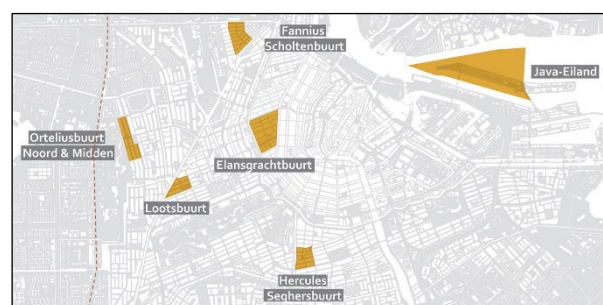 Fannius
Scholtenbuurt
Java-Eiland
Orteliusbuurt
Noord & Midden
Elansgrachtbuurt
Lootsbuurt
Hercules
Seghersbuurt